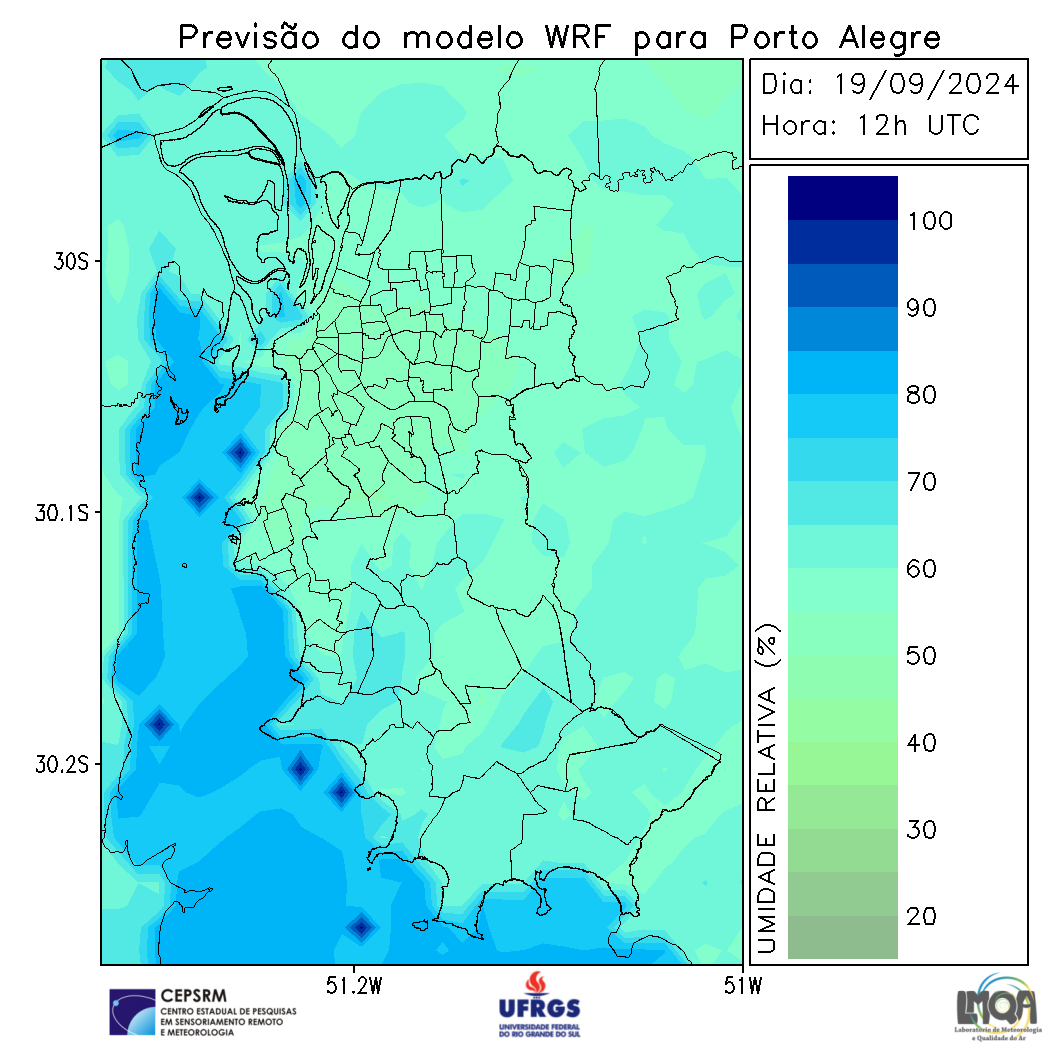 Previsão do modelo WRF para Porto Alegre
Dia: 19/09/2024
Hora: 12h UTC
30S
30.1S
30.2S
51.2W
51W
100
90
80
70
60
50
40
30
20
UMIDADE RELATIVA (%)
CEPSRM
CENTRO ESTADUAL DE PESQUISAS
EM SENSORIAMENTO REMOTO
E METEOROLOGIA
UFRGS
UNIVERSIDADE FEDERAL
DO RIO GRANDE DO SUL
LMQA
Laboratório de Meteorologia
e Qualidade do Ar